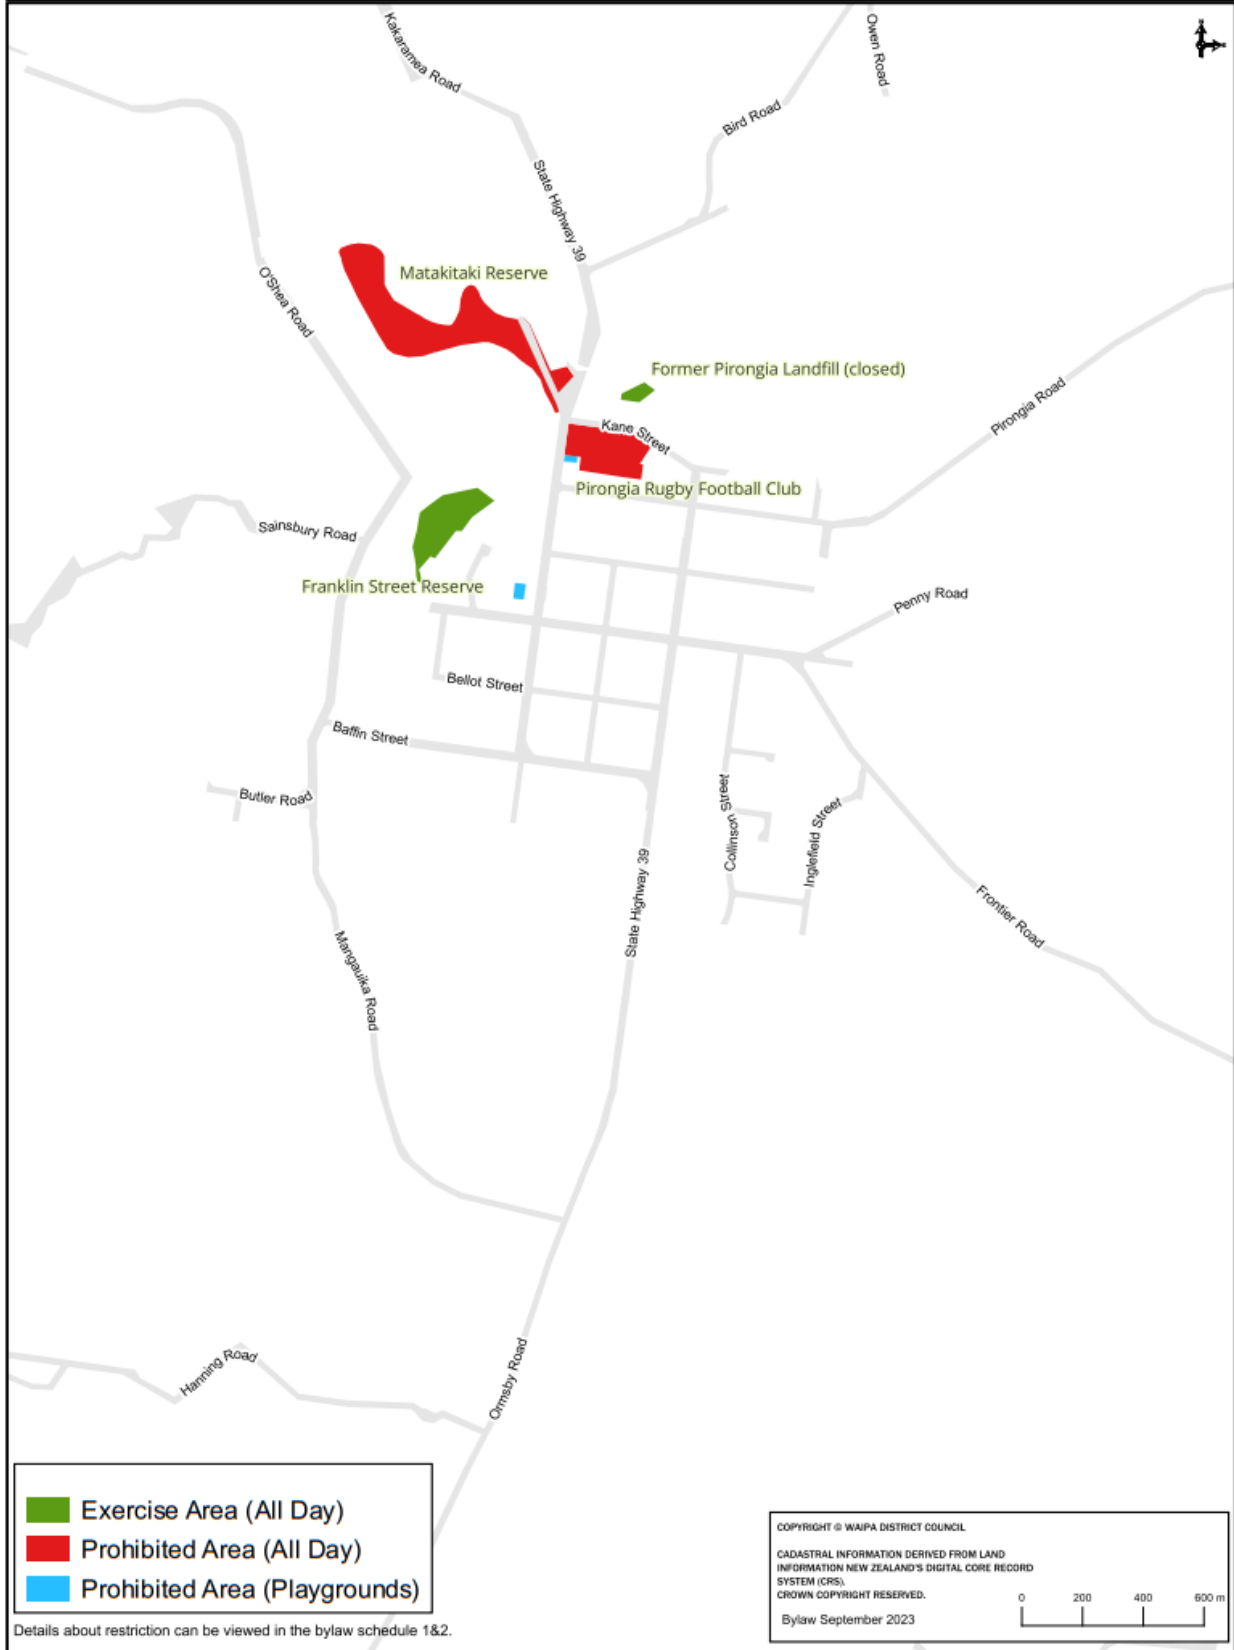 Kakaramea Road
Owen Road
Bird Road
State Highway 39
Matakitaki Reserve
O'Shea Road
Former Pirongia Landfill (closed)
Pirongia Road
Kane Street
Pirongia Rugby Football Club
Sainsbury Road
Franklin Street Reserve
Penny Road
Bellot Street
Baffin Street
Butler Road
Collinson Street
Inglefield Street
State Highway 39
Frontier Road
Mangauika Road
Hanning Road
Ormsby Road
Exercise Area (All Day)
Prohibited Area (All Day)
Prohibited Area (Playgrounds)
Details about restriction can be viewed in the bylaw schedule 1&2.
COPYRIGHT © WAIPA DISTRICT COUNCIL
CADASTRAL INFORMATION DERIVED FROM LAND
INFORMATION NEW ZEALAND'S DIGITAL CORE RECORD
SYSTEM (CRS).
CROWN COPYRIGHT RESERVED.
Bylaw September 2023
0 200 400 600 m